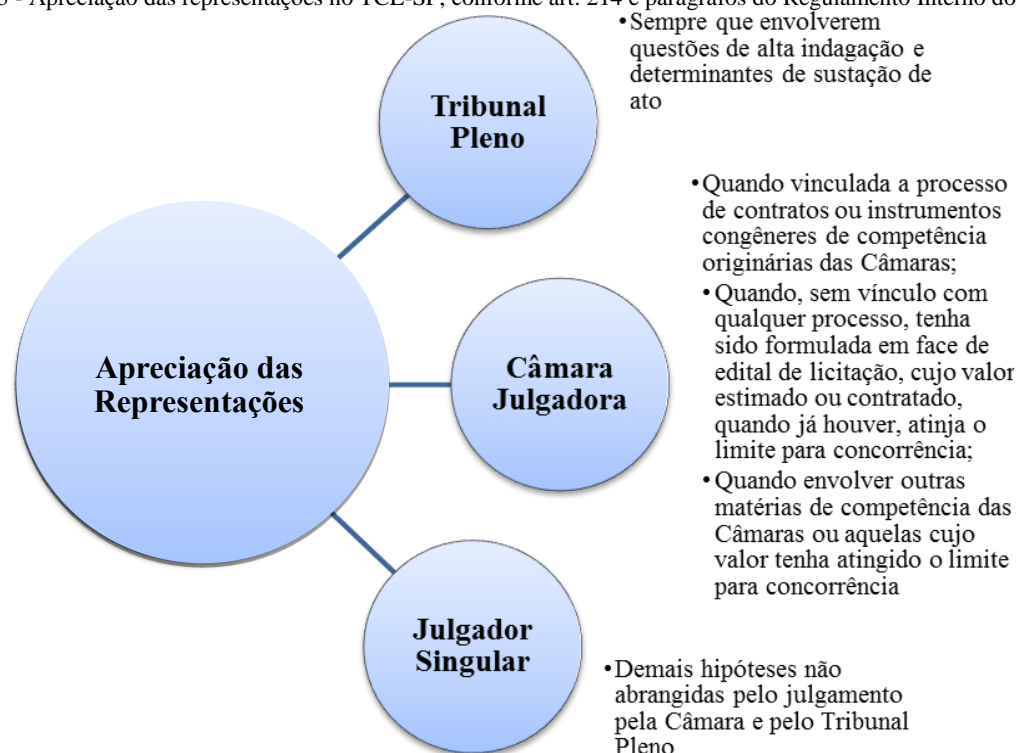 - Apreciação das representações no TCE-SP, conforme art. 214 e parágrafos do Regulamento Interno do
•Sempre que envolverem
questões de alta indagação e
determinantes de sustação de
ato
Tribunal
Pleno
•Quando vinculada a processo
de contratos ou instrumentos
congêneres de competência
originárias das Câmaras;
•Quando, sem vínculo com
qualquer processo, tenha
sido formulada em face de
edital de licitação, cujo valor
estimado ou contratado,
quando já houver, atinja o
limite para concorrência;
•Quando envolver outras
matérias de competência das
Câmaras ou aquelas cujo
valor tenha atingido o limite
para concorrência
Apreciação das
Representações
Câmara
Julgadora
Julgador
Singular
•Demais hipóteses não
abrangidas pelo julgamento
pela Câmara e pelo Tribunal
Pleno